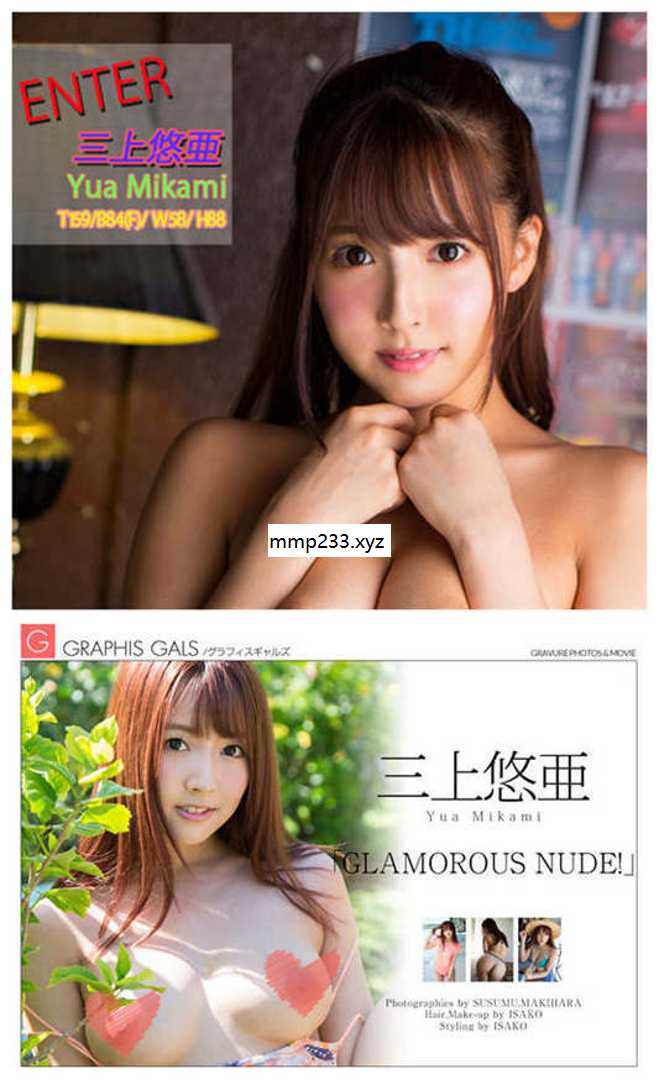 ENTER
三上悠亜
Yua Mikami
T159/B84(F)/ W58/ H88
mmp233.xyz
G
GRAPHIS GALS /グラフィスギャルズ
GRAVURE PHOTOS & MOVIE
三上悠亜
Yua Mikami
「GLAMOROUS NUDE!」
Photographies by SUSUMU,MAKIHARA
Hair,Make-up by ISAKO
Styling by ISAKO